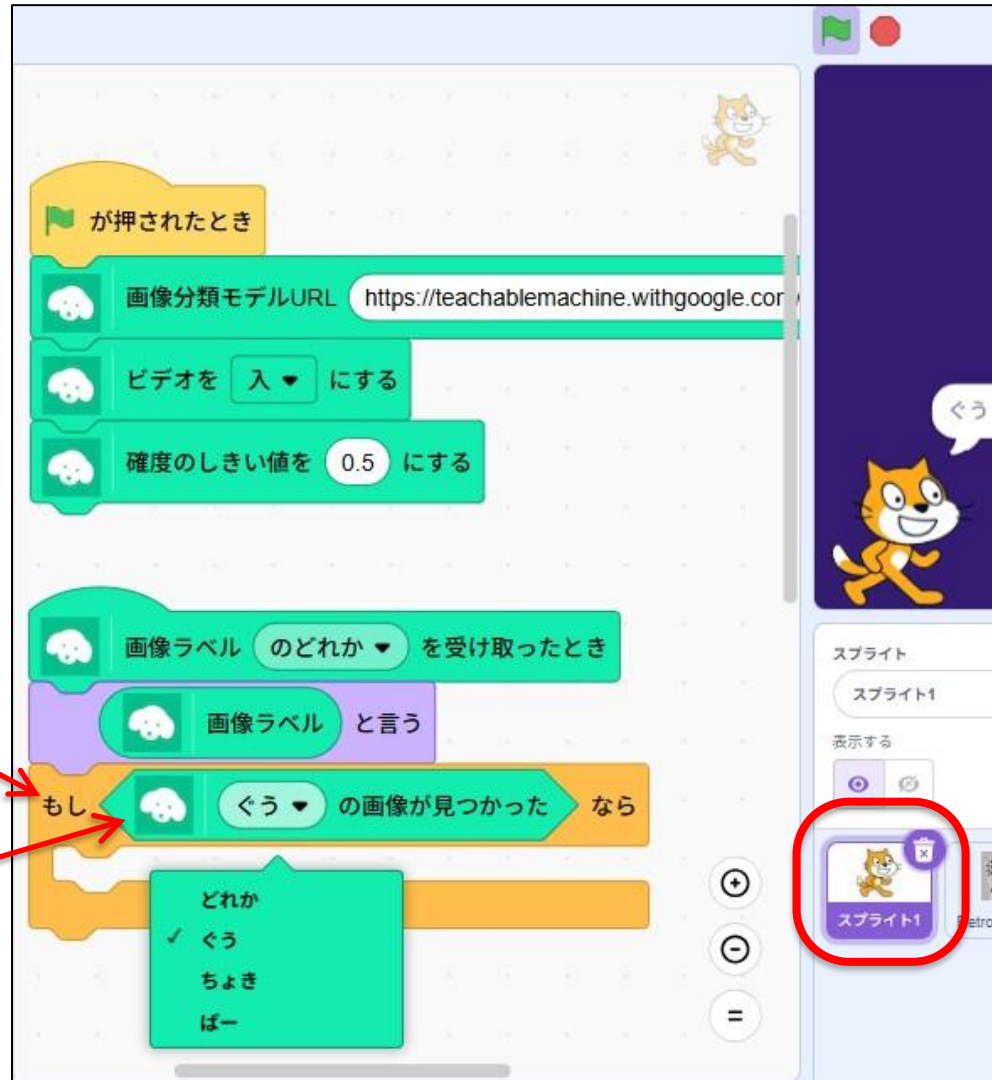 が押されたとき
画像分類モデルURL https://teachablemachine.withgoogle.com/
ビデオを 入 にする
確度のしきい値を 0.5 にする
ぐう
画像ラベル のどれか を受け取ったとき
画像ラベル と言う
もし ぐう の画像が見つかった なら
どれか
✓ ぐう
ちょき
ぱー
=
スプライト
スプライト1
表示する
スプライト1